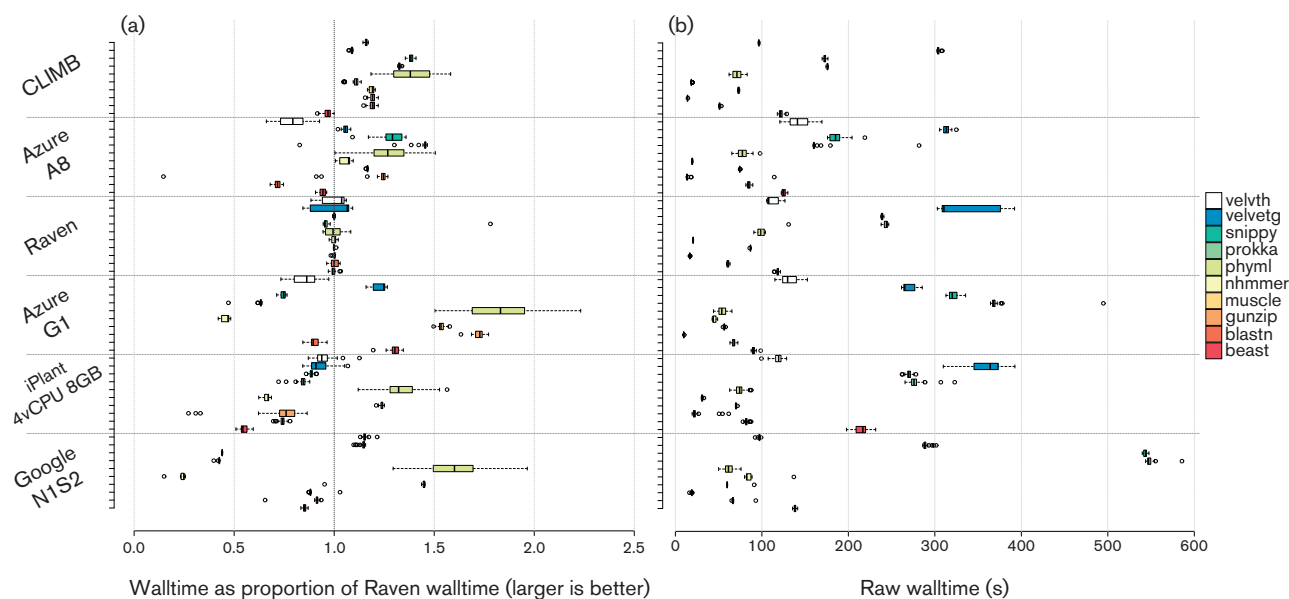 (a)
(b)
CLIMB
Azure
A8
Raven
Azure
G1
iPlant
4vCPU 8GB
Google
N1S2
velvth
velvetg
snippy
prokka
phyml
nhmmer
muscle
gunzip
blastn
beast
0.0 0.5 1.0 1.5 2.0 2.5
0 100 200 300 400 500 600
Walltime as proportion of Raven walltime (larger is better)
Raw walltime (s)